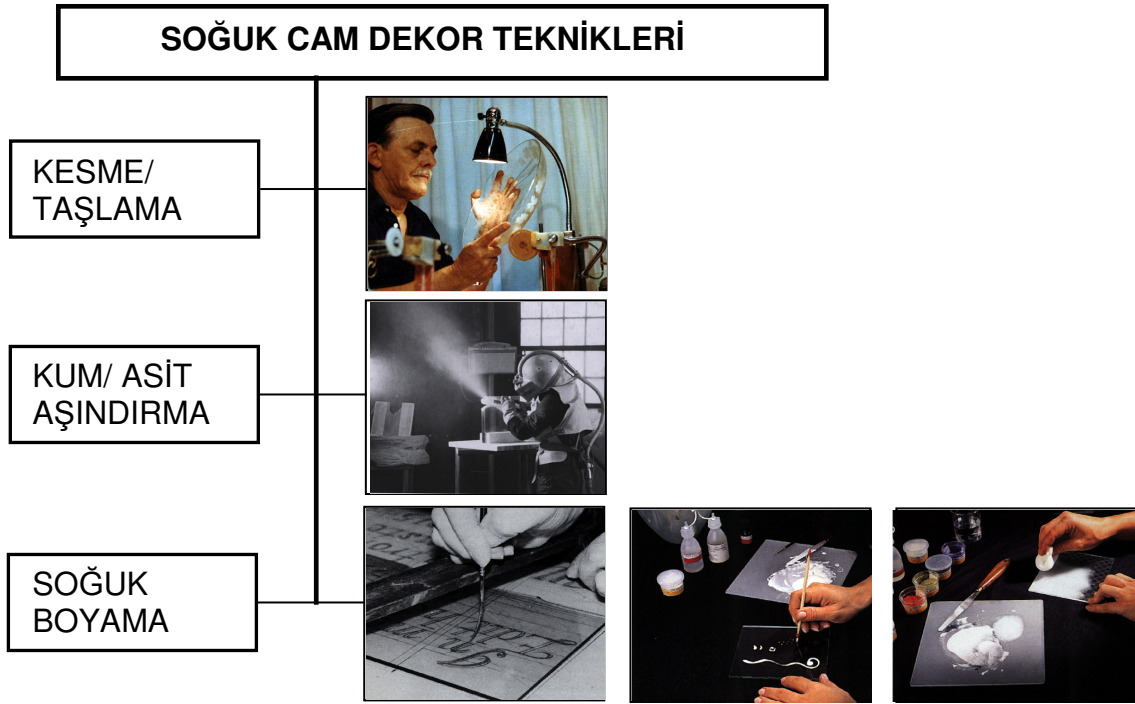 SOĞUK CAM DEKOR TEKNİKLERİ
KESME/
TAŞLAMA
KUM/ ASİT
AŞINDIRMA
SOĞUK
BOYAMA